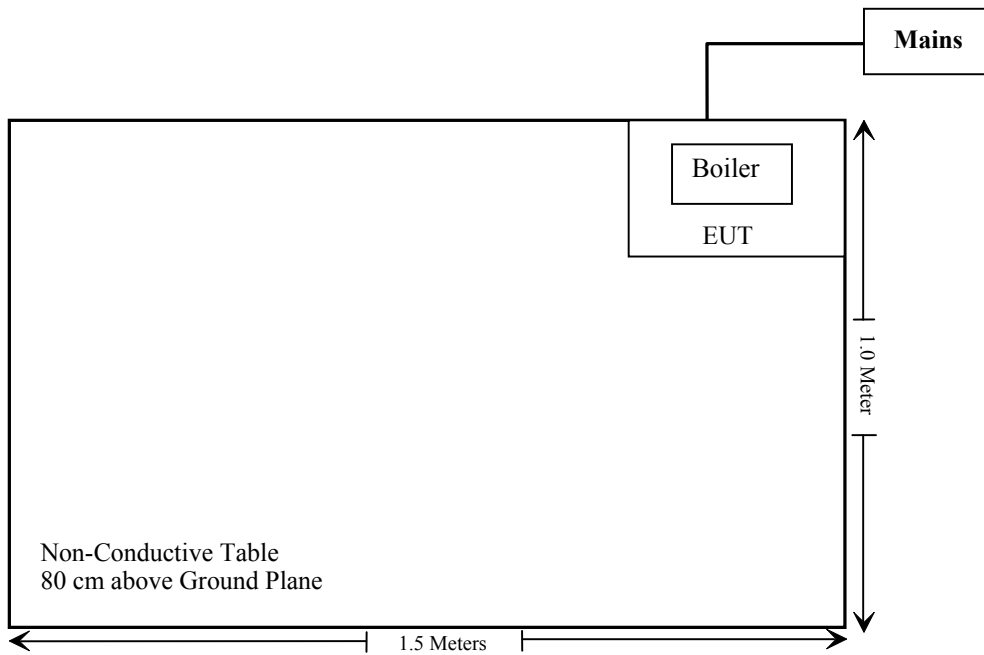 Mains
Boiler
EUT
1.0 Meter
Non-Conductive Table
80 cm above Ground Plane
1.5 Meters